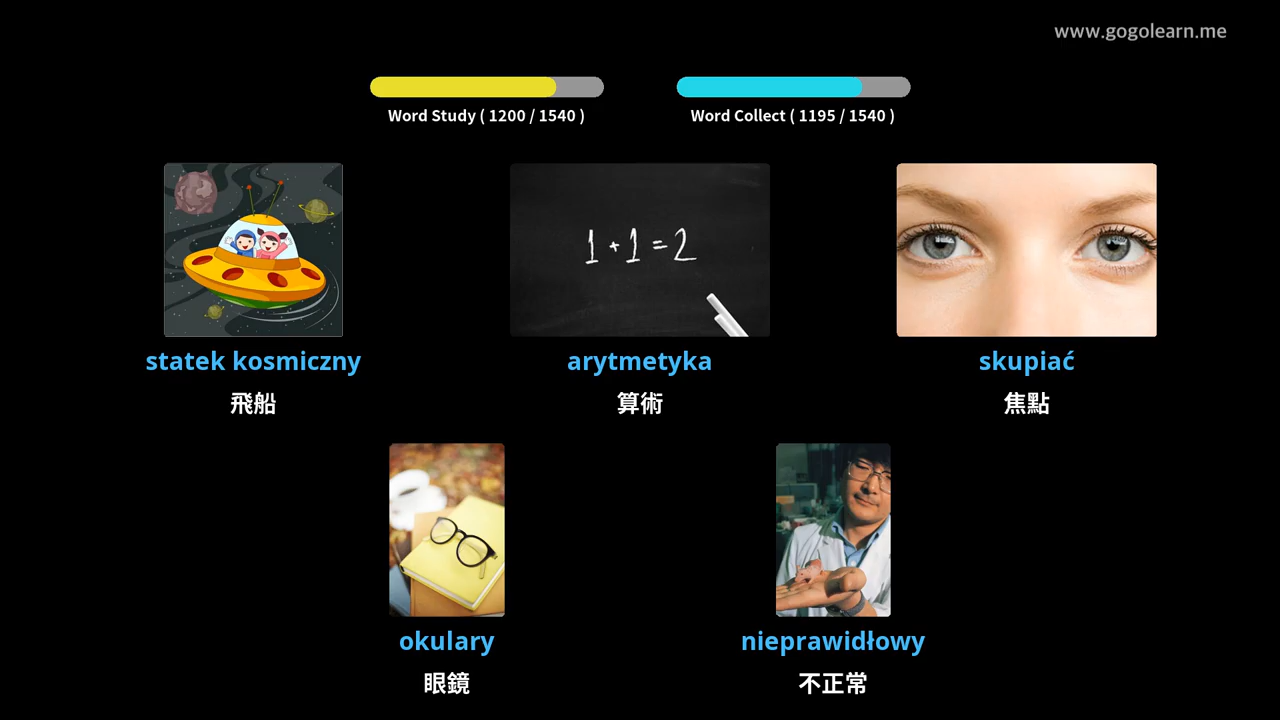 www.gogolearn.me
Word Study ( 1200 / 1540 )
Word Collect ( 1195 / 1540 )
1 + 1 = 2
statek kosmiczny
arytmetyka
skupiać
飛船
算術
焦點
okulary
nieprawidłowy
眼鏡
不正常